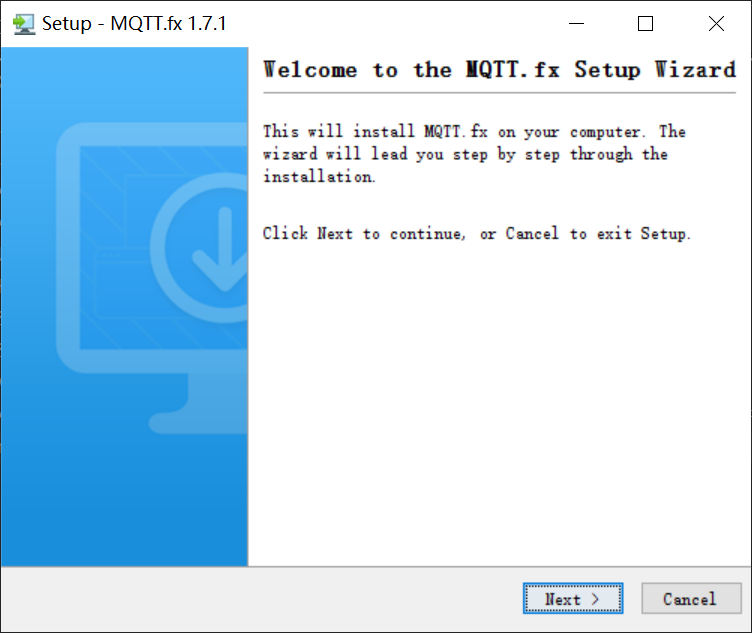 Setup - MQTT.fx 1.7.1
Welcome to the MQTT.fx Setup Wizard
This will install MQTT.fx on your computer. The
wizard will lead you step by step through the
installation.
Click Next to continue, or Cancel to exit Setup.
Next >
Cancel